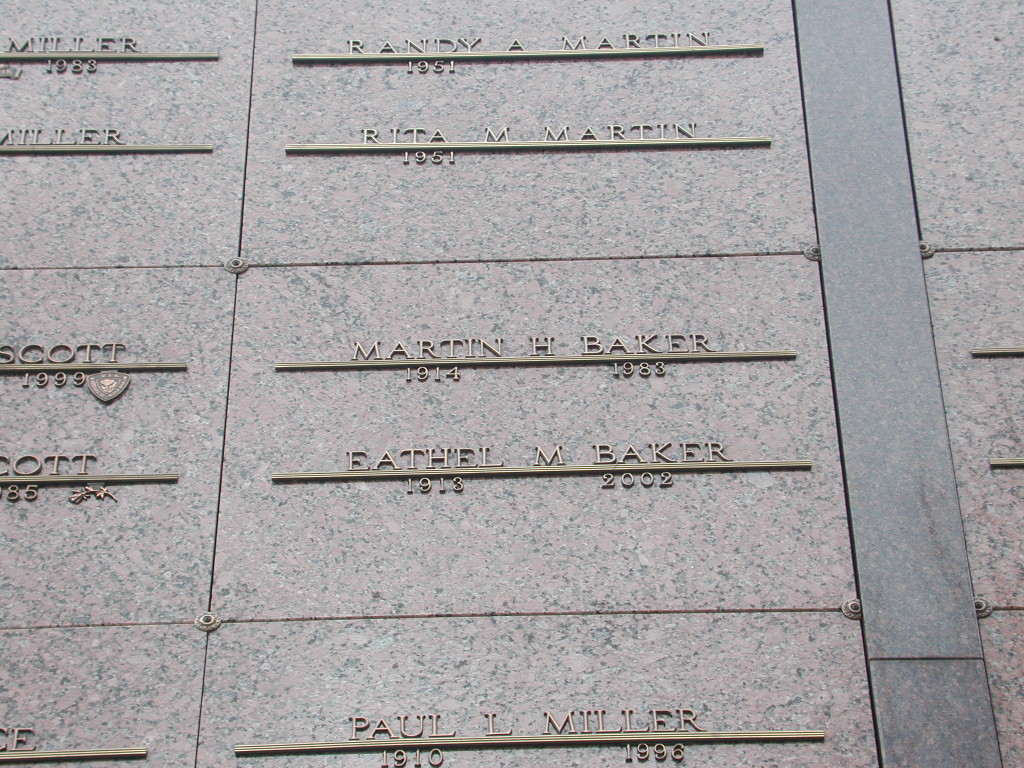 MILLER
1983
MILLER
RANDY A MARTIN
1951
RITA M MARTIN
1951
SCOTT
1999
MARTIN H BAKER
1914 1983
EATHEL M BAKER
1913 2002
PAUL L MILLER
1910 1996